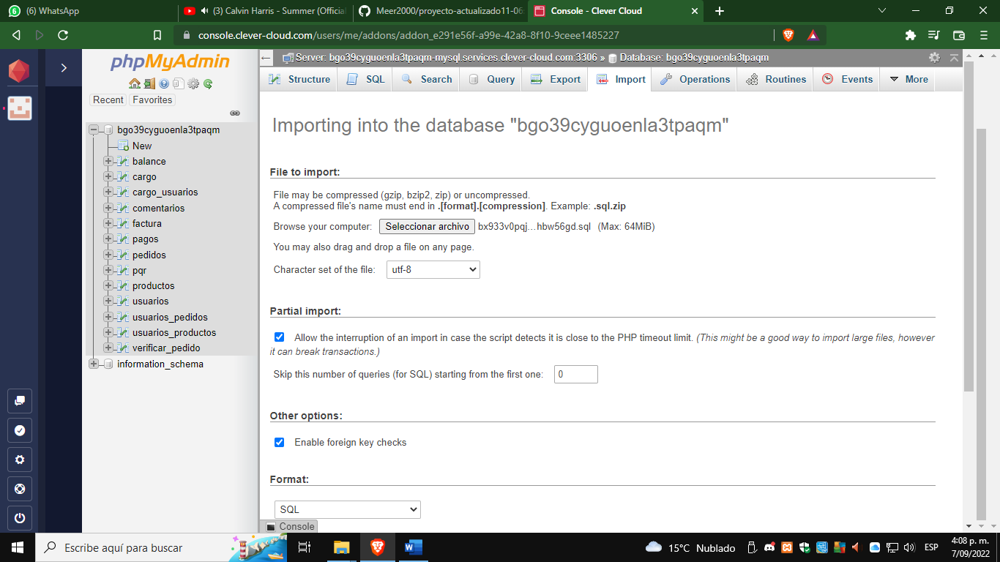 (6) WhatsApp
(3) Calvin Harris - Summer (Official
Meer2000/proyecto-actualizado11-06
Console - Clever Cloud
console.clever-cloud.com/users/me/addons/addon_e291e56f-a99e-42a8-8f10-9ceee1485227
phpMyAdmin
Recent
Favorites
bgo39cyguoenla3tpaqm
New
balance
cargo
cargo_usuarios
comentarios
factura
pagos
pedidos
pqr
productos
usuarios
usuarios_pedidos
usuarios_productos
verificar_pedido
information_schema
Server: bgo39cyguoenla3tpaqm-mysql.services.clever-cloud.com:3306 » Database: bgo39cyguoenla3tpaqm
Structure
SQL
Search
Query
Export
Import
Operations
Routines
Events
More
Importing into the database "bgo39cyguoenla3tpaqm"
File to import:
File may be compressed (gzip, bzip2, zip) or uncompressed.
A compressed file's name must end in .[format].[compression]. Example: .sql.zip
Browse your computer: Seleccionar archivo bx933v0pqj...hbw56gd.sql (Max: 64MiB)
You may also drag and drop a file on any page.
Character set of the file: utf-8
Partial import:
Allow the interruption of an import in case the script detects it is close to the PHP timeout limit. (This might be a good way to import large files, however
it can break transactions.)
Skip this number of queries (for SQL) starting from the first one: 0
Other options:
Enable foreign key checks
Format:
SQL
Console
Escribe aquí para buscar
15°C Nublado
ESP
4:08 p. m.
7/09/2022